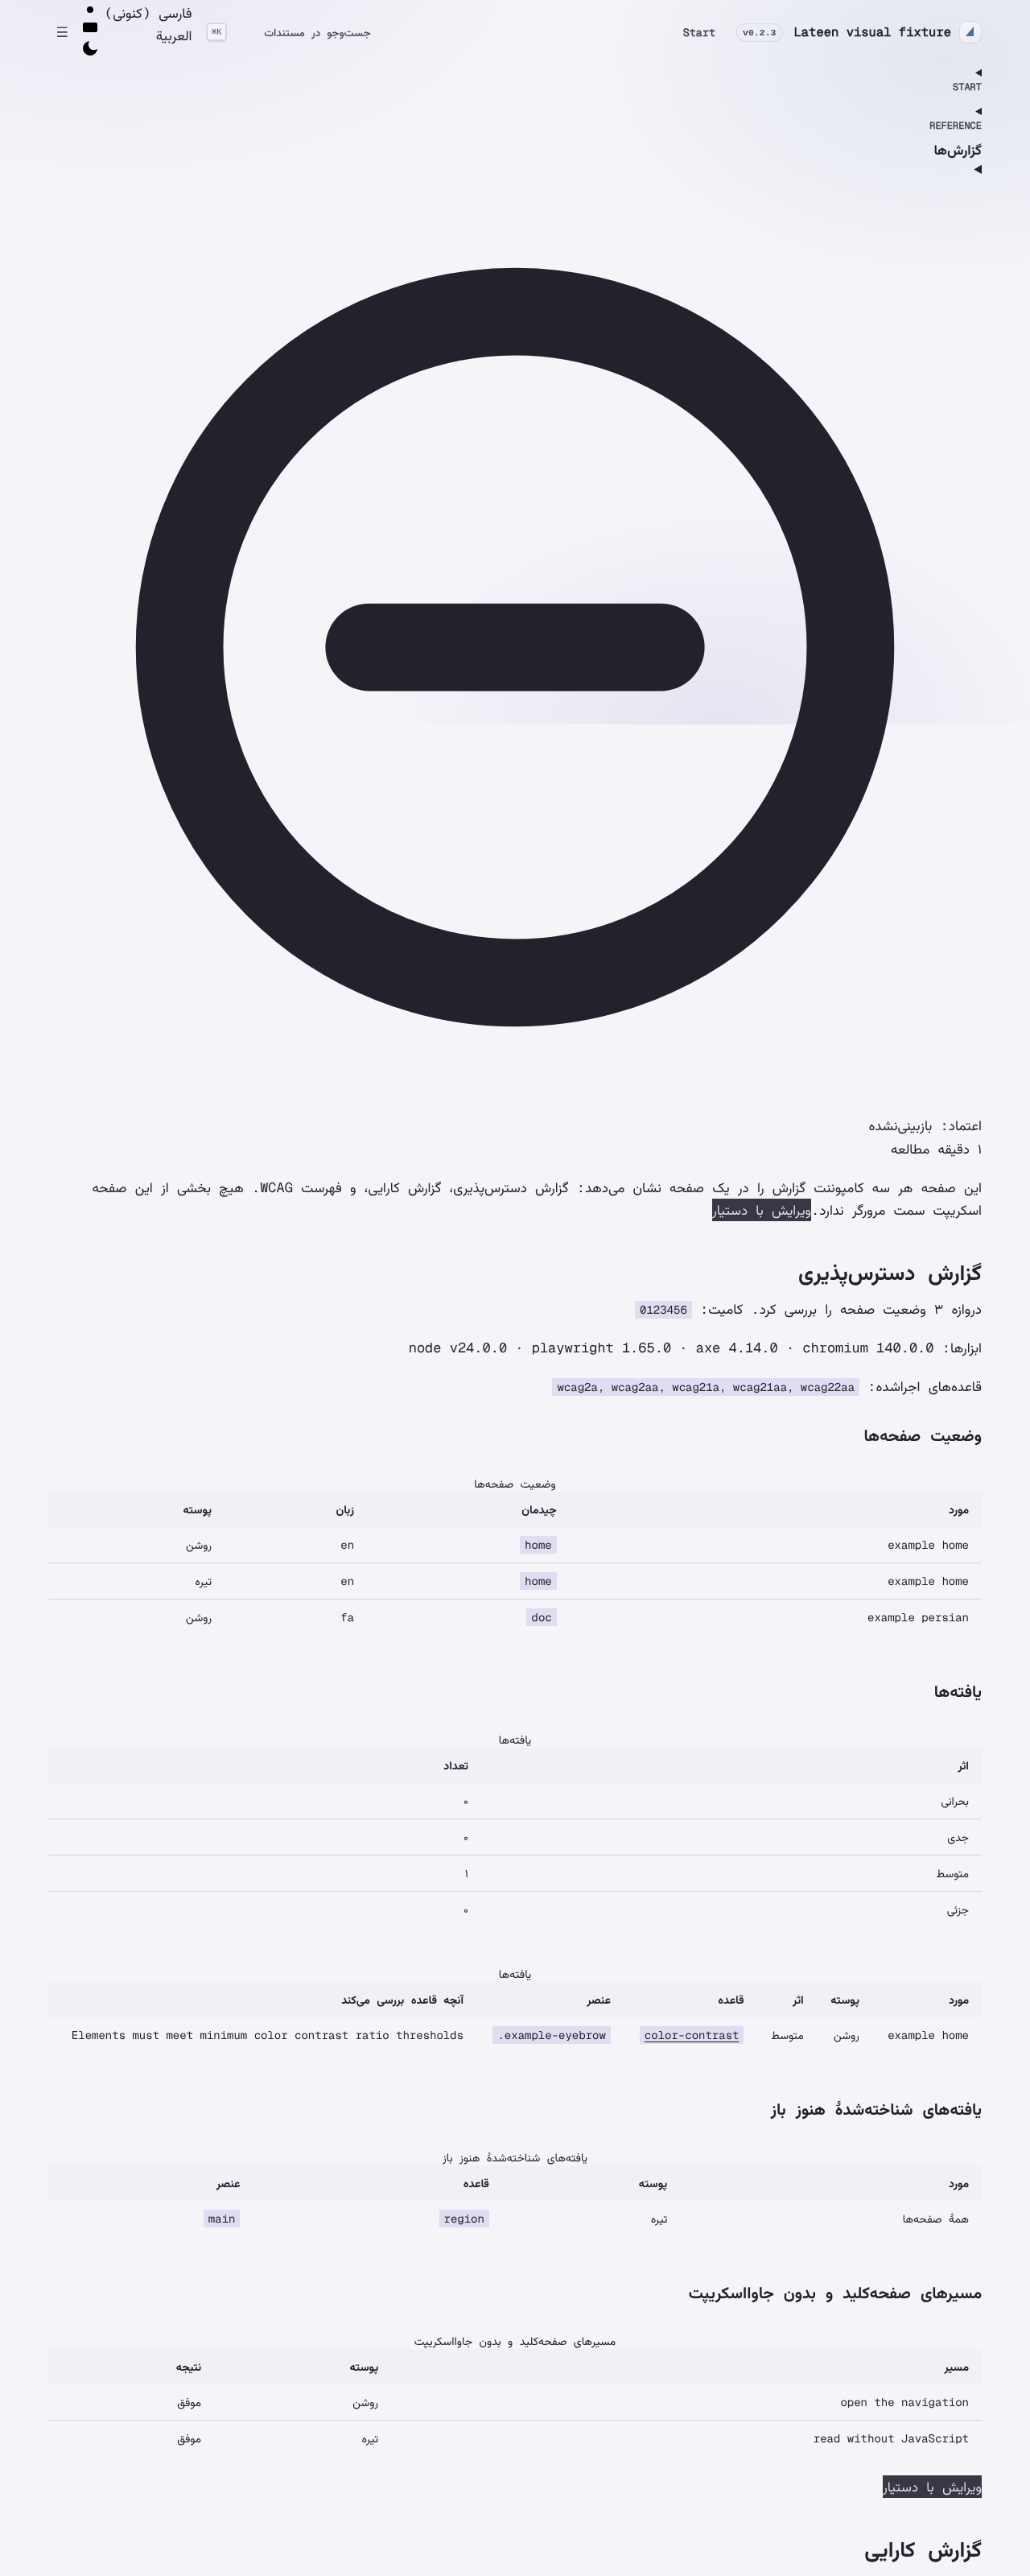 Lateen visual fixture v0.2.3 Start
جست‌وجو در مستندات ⌘K
فارسی (کنونی)
العربية
START
REFERENCE
گزارش‌ها
اعتماد: بازبینی‌نشده
۱ دقیقه مطالعه
این صفحه هر سه کامپوننت گزارش را در یک صفحه نشان می‌دهد: گزارش دسترس‌پذیری، گزارش کارایی، و فهرست WCAG. هیچ بخشی از این صفحه
اسکریپت سمت مرورگر ندارد.ویرایش با دستیار
گزارش دسترس‌پذیری
دروازه ۳ وضعیت صفحه را بررسی کرد. کامیت: 0123456
ابزارها: node v24.0.0 · playwright 1.65.0 · axe 4.14.0 · chromium 140.0.0
قاعده‌های اجراشده: wcag2a, wcag2aa, wcag21a, wcag21aa, wcag22aa
وضعیت صفحه‌ها
وضعیت صفحه‌ها
مورد چیدمان زبان پوسته
example home home en روشن
example home home en تیره
example persian doc fa روشن
یافته‌ها
یافته‌ها
اثر تعداد
بحرانی ۰
جدی ۰
متوسط ۱
جزئی ۰
یافته‌ها
مورد پوسته اثر قاعده عنصر آنچه قاعده بررسی می‌کند
example home روشن متوسط color-contrast .example-eyebrow Elements must meet minimum color contrast ratio thresholds
یافته‌های شناخته‌شدهٔ هنوز باز
یافته‌های شناخته‌شدهٔ هنوز باز
مورد پوسته قاعده عنصر
همهٔ صفحه‌ها تیره region main
مسیرهای صفحه‌کلید و بدون جاوااسکریپت
مسیرهای صفحه‌کلید و بدون جاوااسکریپت
مسیر پوسته نتیجه
open the navigation روشن موفق
read without JavaScript تیره موفق
ویرایش با دستیار
گزارش کارایی